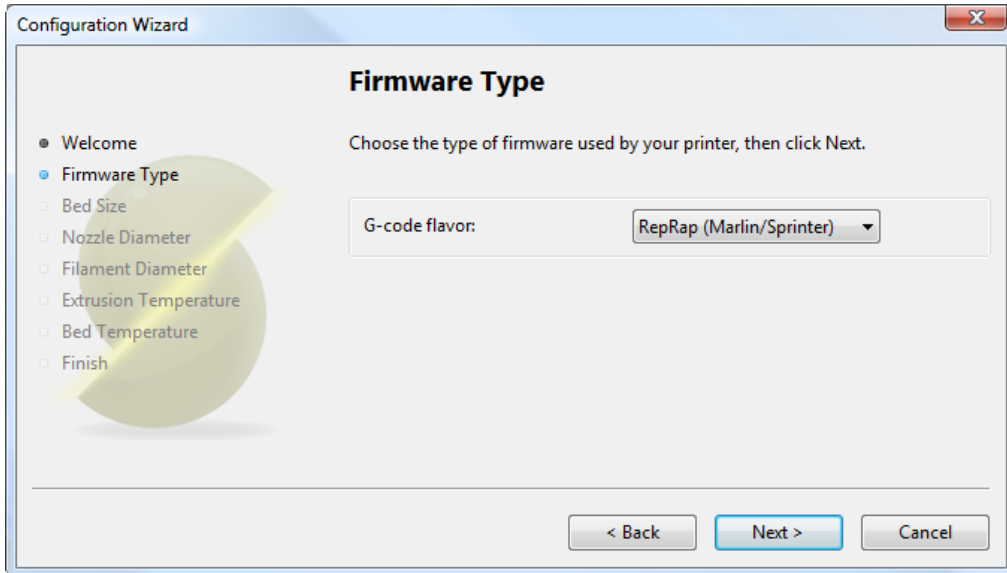 Configuration Wizard
Firmware Type
Welcome
Firmware Type
Bed Size
Nozzle Diameter
Filament Diameter
Extrusion Temperature
Bed Temperature
Finish
Choose the type of firmware used by your printer, then click Next.
G-code flavor:
RepRap (Marlin/Sprinter)
< Back
Next >
Cancel